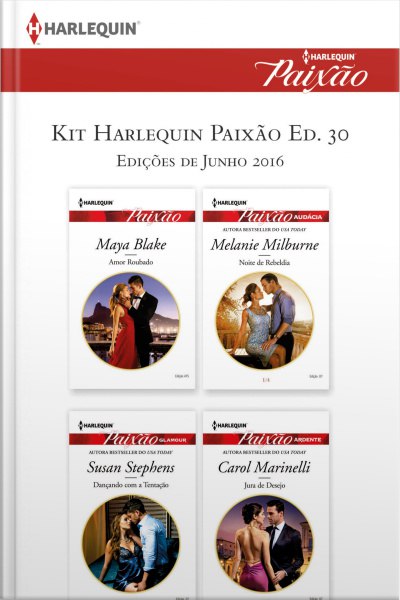 HARLEQUIN®
HARLEQUIN
Paixão
Kit Harlequin Paixão Ed. 30
Edições de Junho 2016
HARLEQUIN
Paixão
Maya Blake
Amor Roubado
HARLEQUIN
Paixão AUDÁCIA
AUTORA BESTSELLER DO USA TODAY
Melanie Milburne
Noite de Rebeldia
1/4
HARLEQUIN
Paixão GLAMOUR
AUTORA BESTSELLER DO USA TODAY
Susan Stephens
Dançando com a Tentação
HARLEQUIN
Paixão ARDENTE
AUTORA BESTSELLER DO USA TODAY
Carol Marinelli
Jura de Desejo